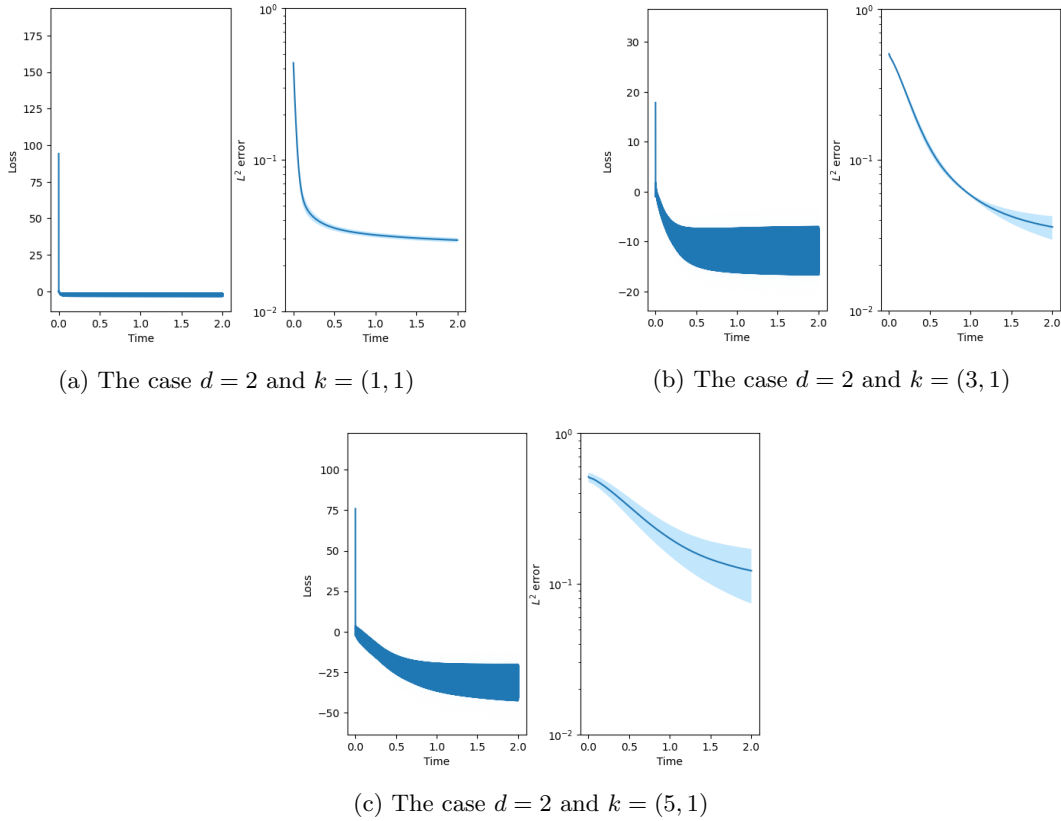 175
150
125
100
75
50
25
0
Loss
0.0 0.5 1.0 1.5 2.0
Time
10^0
10^{-1}
10^{-2}
L^2 error
0.0 0.5 1.0 1.5 2.0
Time
(a) The case d = 2 and k = (1, 1)
30
20
10
0
−10
−20
Loss
0.0 0.5 1.0 1.5 2.0
Time
10^0
10^{-1}
10^{-2}
L^2 error
0.0 0.5 1.0 1.5 2.0
Time
(b) The case d = 2 and k = (3, 1)
100
75
50
25
0
−25
−50
Loss
0.0 0.5 1.0 1.5 2.0
Time
10^0
10^{-1}
10^{-2}
L^2 error
0.0 0.5 1.0 1.5 2.0
Time
(c) The case d = 2 and k = (5, 1)